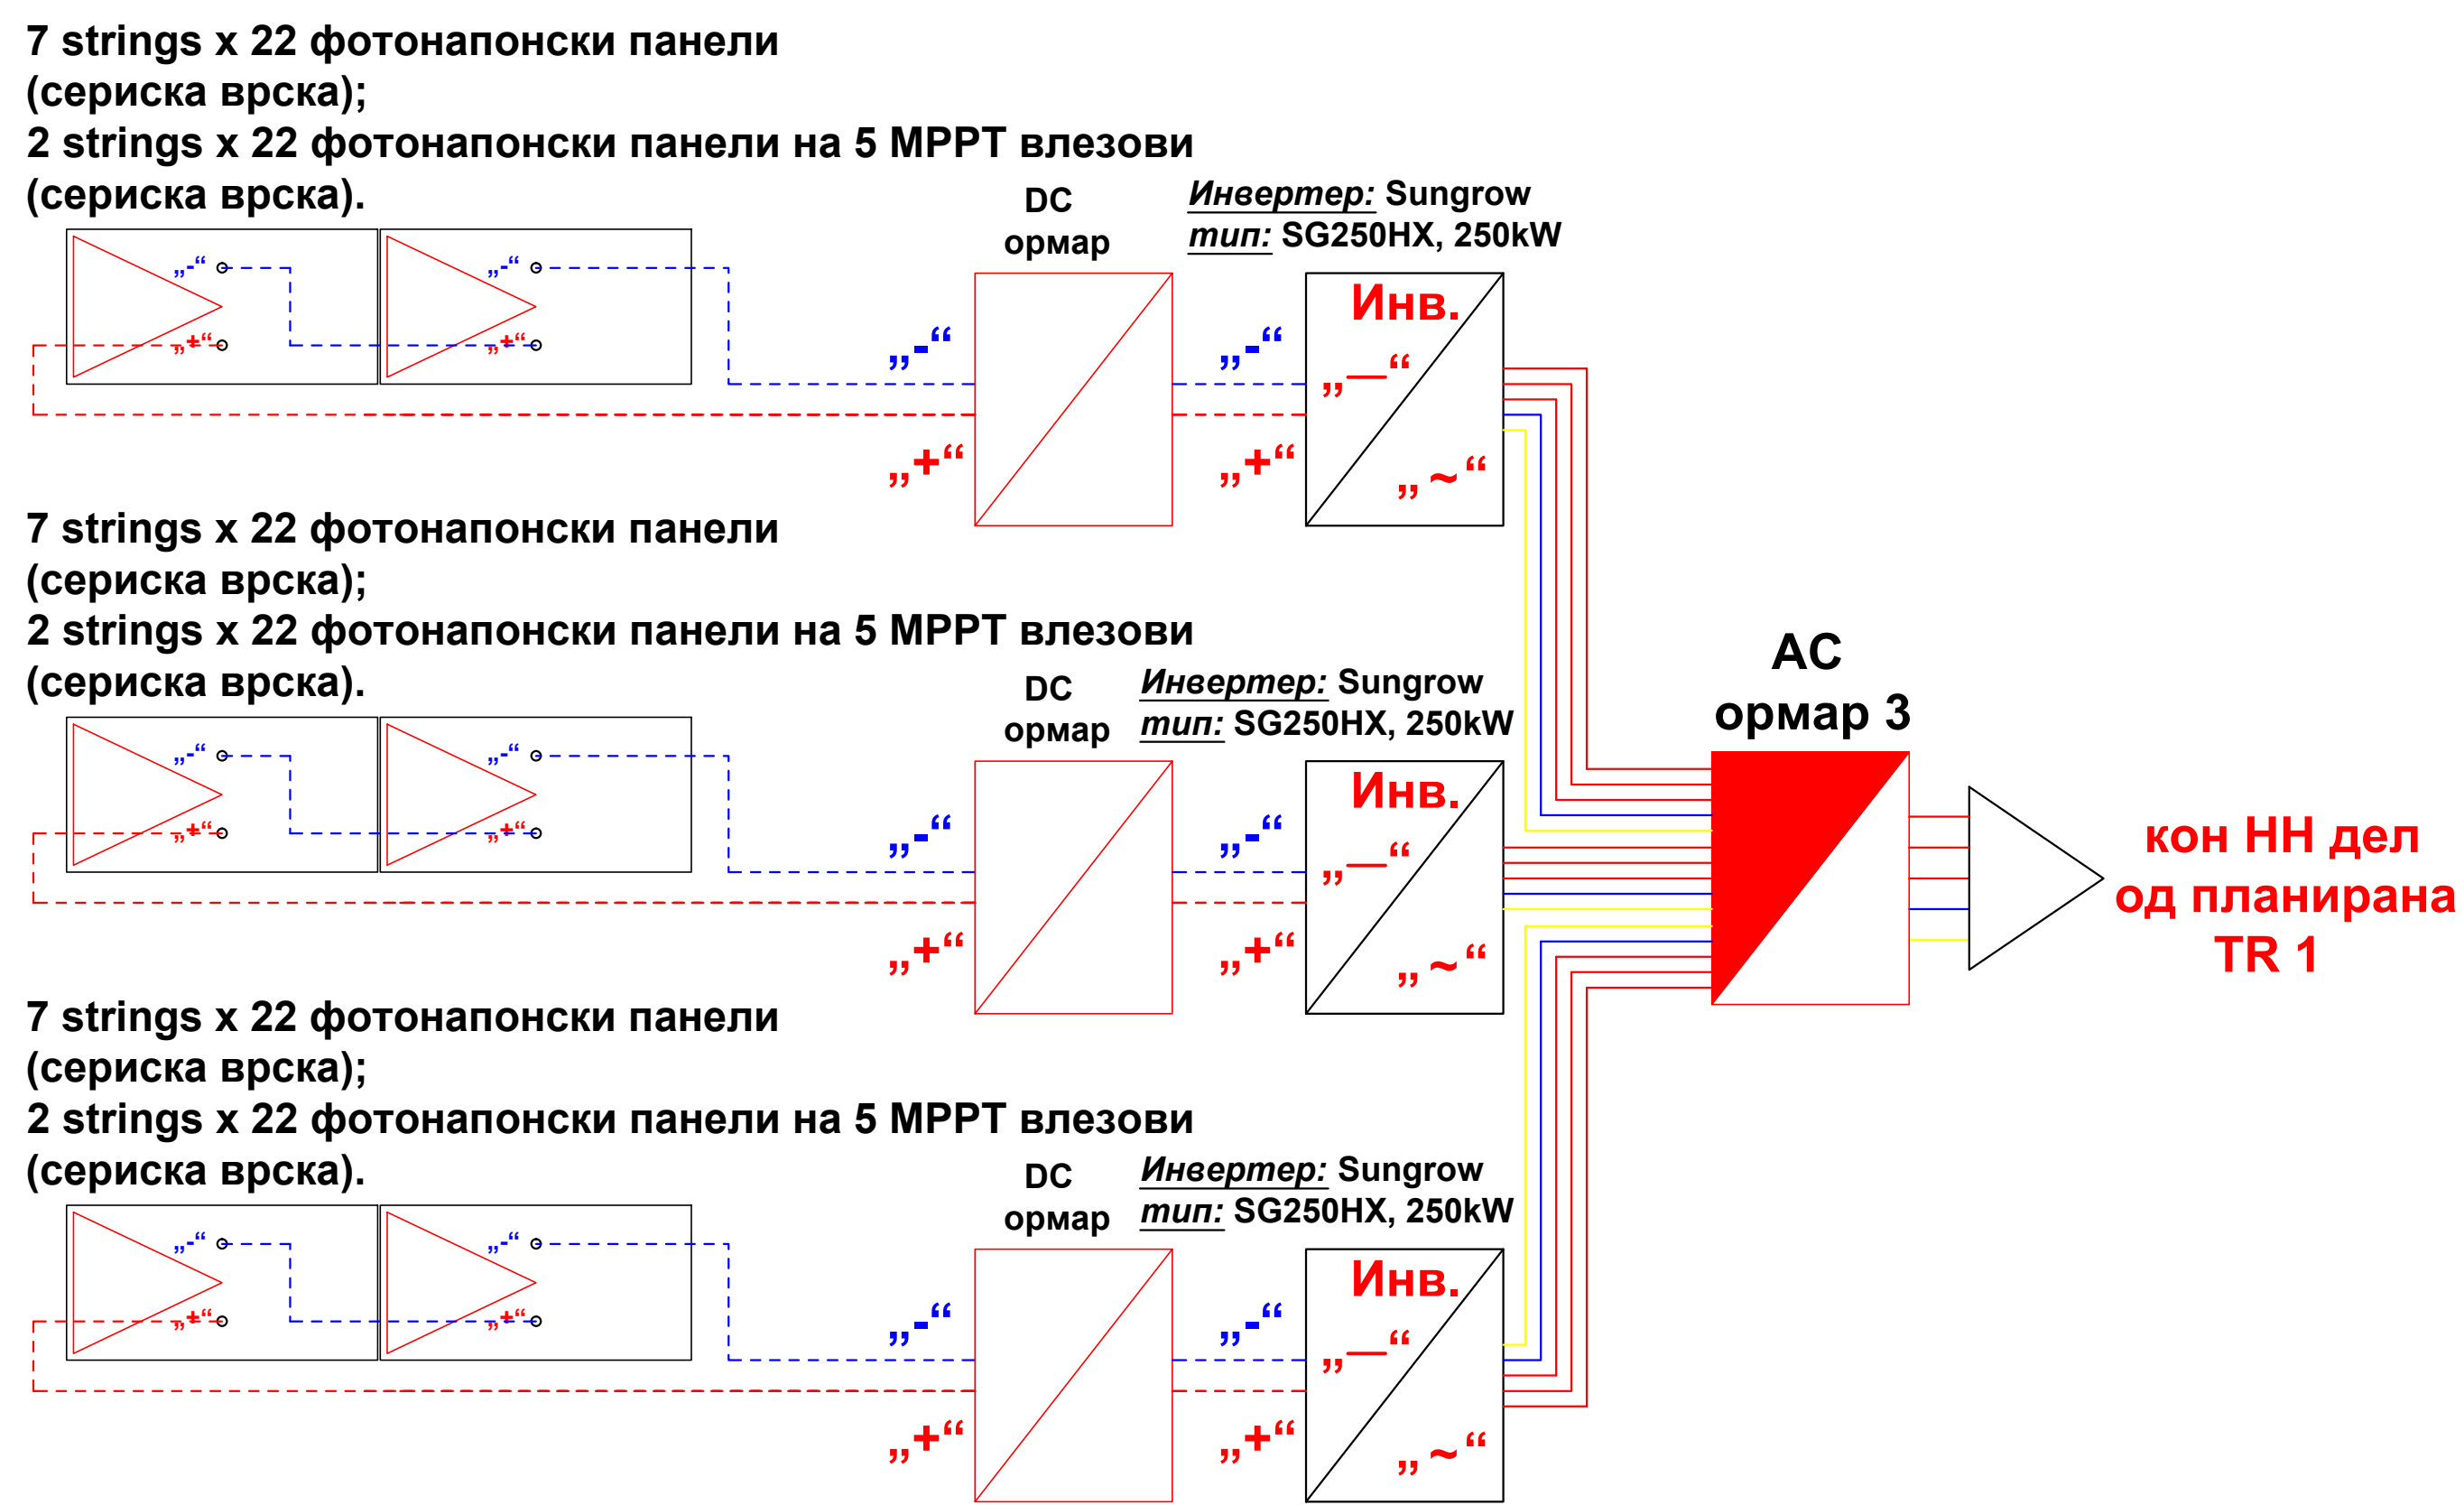 7 strings x 22 фотонапонски панели
(сериска врска);
2 strings x 22 фотонапонски панели на 5 MPPT влезови
(сериска врска).
DC
ормар
Инвертер: Sungrow
тип: SG250HX, 250kW
„-“
„+“
„-“
„+“
„-“
„+“
„-“
„+“
Инв.
„—“
„~“
7 strings x 22 фотонапонски панели
(сериска врска);
2 strings x 22 фотонапонски панели на 5 MPPT влезови
(сериска врска).
DC
ормар
Инвертер: Sungrow
тип: SG250HX, 250kW
„-“
„+“
„-“
„+“
„-“
„+“
„-“
„+“
Инв.
„—“
„~“
AC
ормар 3
кон НН дел
од планирана
TR 1
7 strings x 22 фотонапонски панели
(сериска врска);
2 strings x 22 фотонапонски панели на 5 MPPT влезови
(сериска врска).
DC
ормар
Инвертер: Sungrow
тип: SG250HX, 250kW
„-“
„+“
„-“
„+“
„-“
„+“
„-“
„+“
Инв.
„—“
„~“